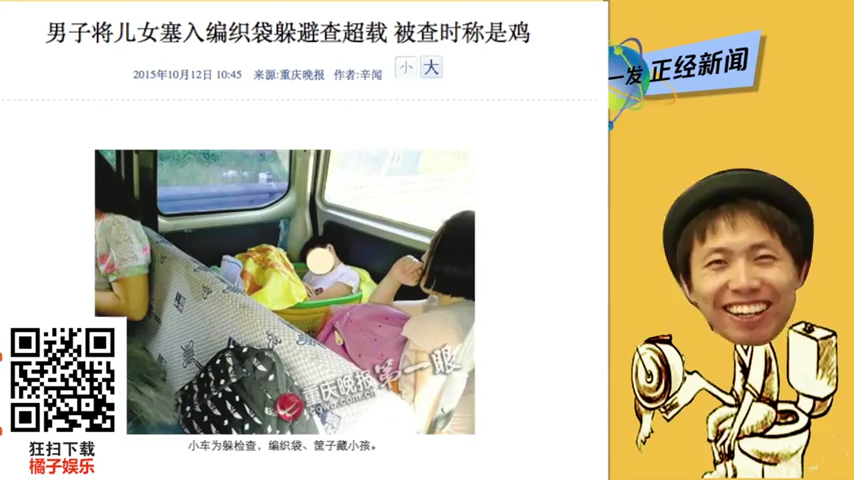 男子将儿女塞入编织袋躲避查超载 被查时称是鸡
2015年10月12日 10:45 来源:重庆晚报 作者:辛闻 小 大
一发 正经新闻
重庆晚报 第一眼
cqwb.com.cn
小车为躲检查，编织袋、筐子藏小孩。
狂扫下载
橘子娱乐